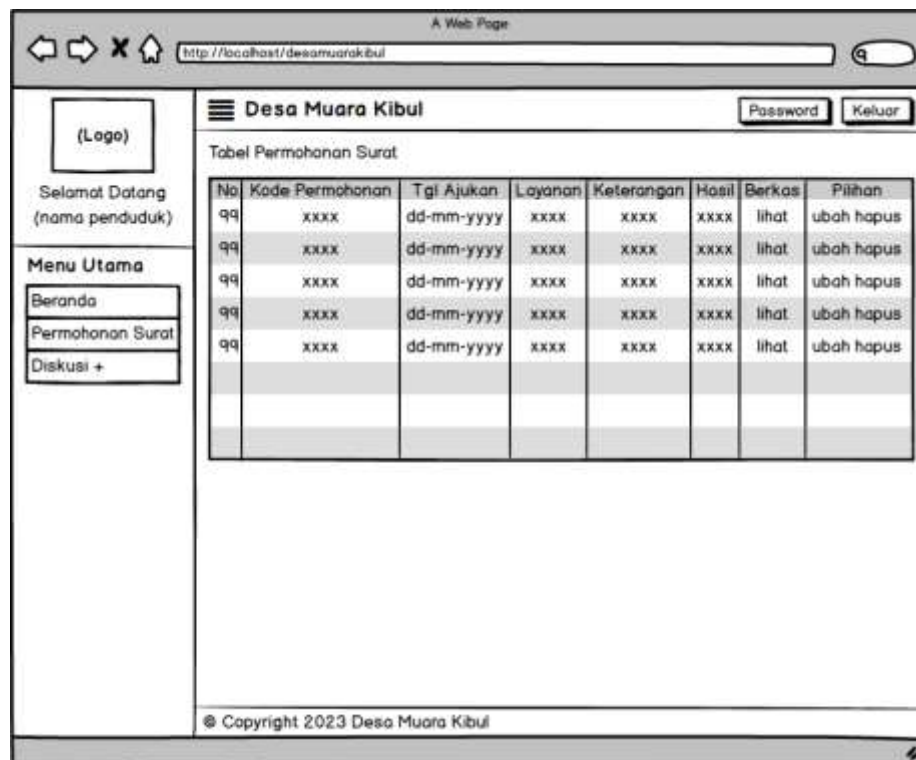 A Web Page
http://localhost/desamuarakibul
(Logo)
Selamat Datang
(nama penduduk)
Menu Utama
Beranda
Permohonan Surat
Diskusi +
Desa Muara Kibul
Password Keluar
Tabel Permohonan Surat
No Kode Permohonan Tgl Ajukan Layanan Keterangan Hasil Berkas Pilihan
99 xxxx dd-mm-yyyy xxxx xxxx xxxx lihat ubah hapus
99 xxxx dd-mm-yyyy xxxx xxxx xxxx lihat ubah hapus
99 xxxx dd-mm-yyyy xxxx xxxx xxxx lihat ubah hapus
99 xxxx dd-mm-yyyy xxxx xxxx xxxx lihat ubah hapus
99 xxxx dd-mm-yyyy xxxx xxxx xxxx lihat ubah hapus
© Copyright 2023 Desa Muara Kibul